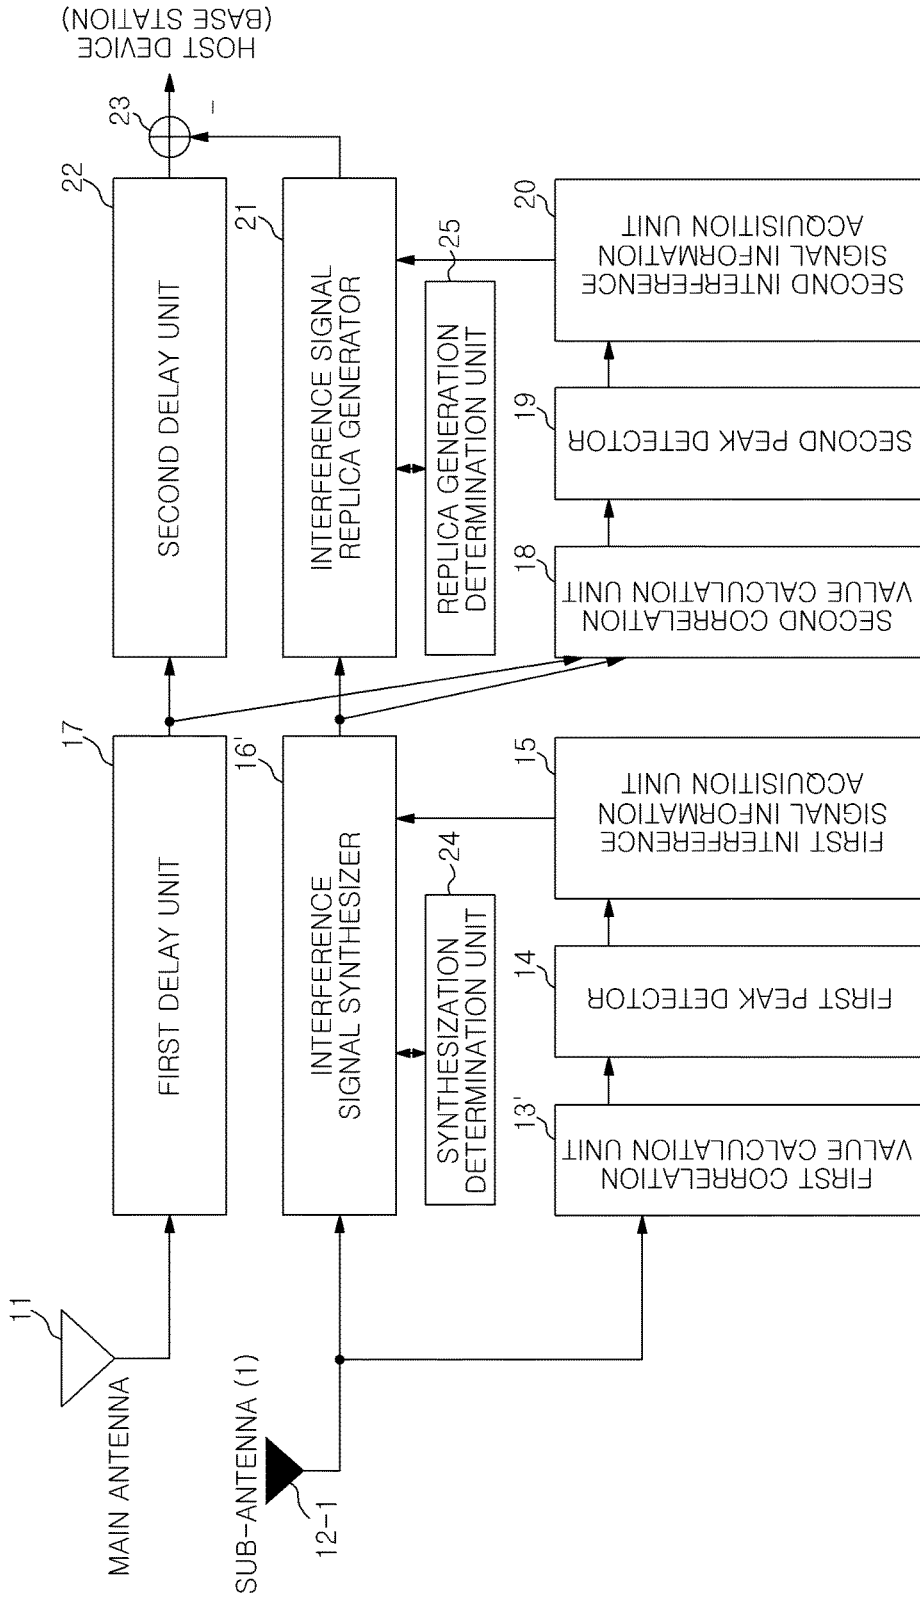 MAIN ANTENNA
11
FIRST DELAY UNIT
17
SECOND DELAY UNIT
22
23
HOST DEVICE
(BASE STATION)
−
SUB-ANTENNA (1)
12-1
INTERFERENCE
SIGNAL SYNTHESIZER
16'
INTERFERENCE SIGNAL
REPLICA GENERATOR
21
SYNTHESIZATION
DETERMINATION UNIT
24
REPLICA GENERATION
DETERMINATION UNIT
25
FIRST CORRELATION
VALUE CALCULATION UNIT
13'
FIRST PEAK DETECTOR
14
FIRST INTERFERENCE
SIGNAL INFORMATION
ACQUISITION UNIT
15
SECOND CORRELATION
VALUE CALCULATION UNIT
18
SECOND PEAK DETECTOR
19
SECOND INTERFERENCE
SIGNAL INFORMATION
ACQUISITION UNIT
20